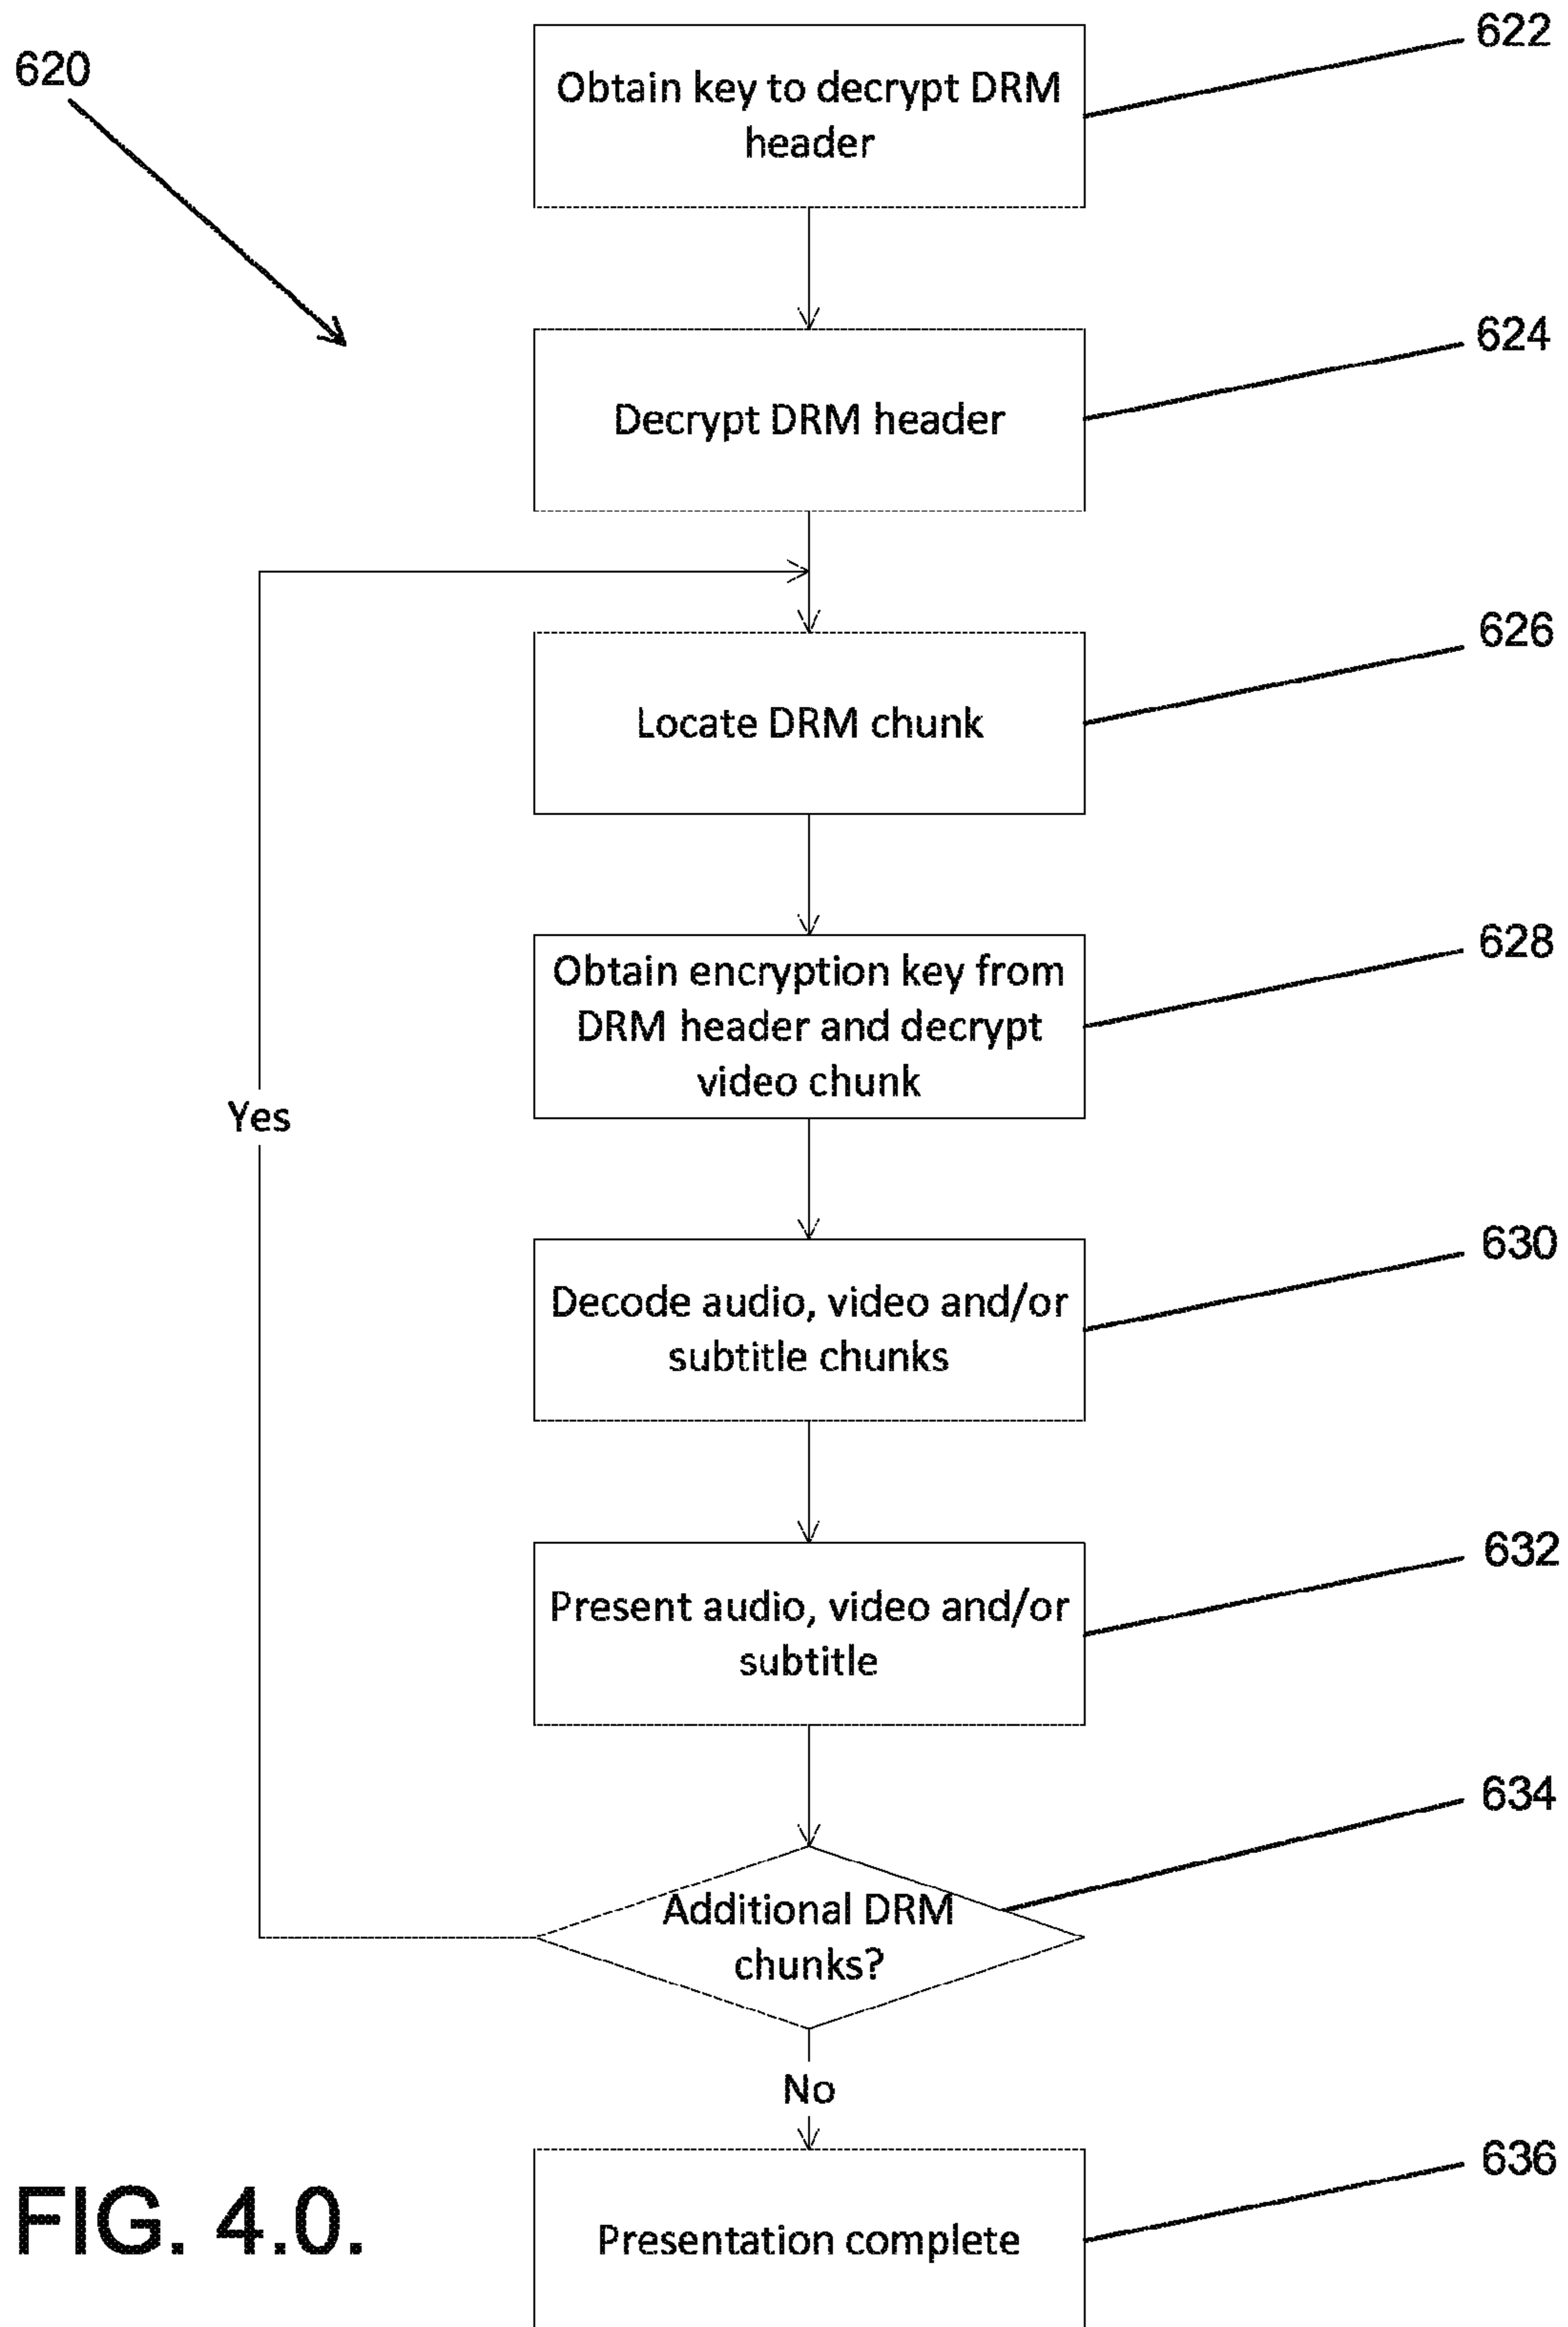 622
620
Obtain key to decrypt DRM
header
624
Decrypt DRM header
626
Locate DRM chunk
628
Obtain encryption key from
DRM header and decrypt
video chunk
Yes
630
Decode audio, video and/or
subtitle chunks
632
Present audio, video and/or
subtitle
634
Additional DRM
chunks?
No
636
Presentation complete
FIG. 4.0.